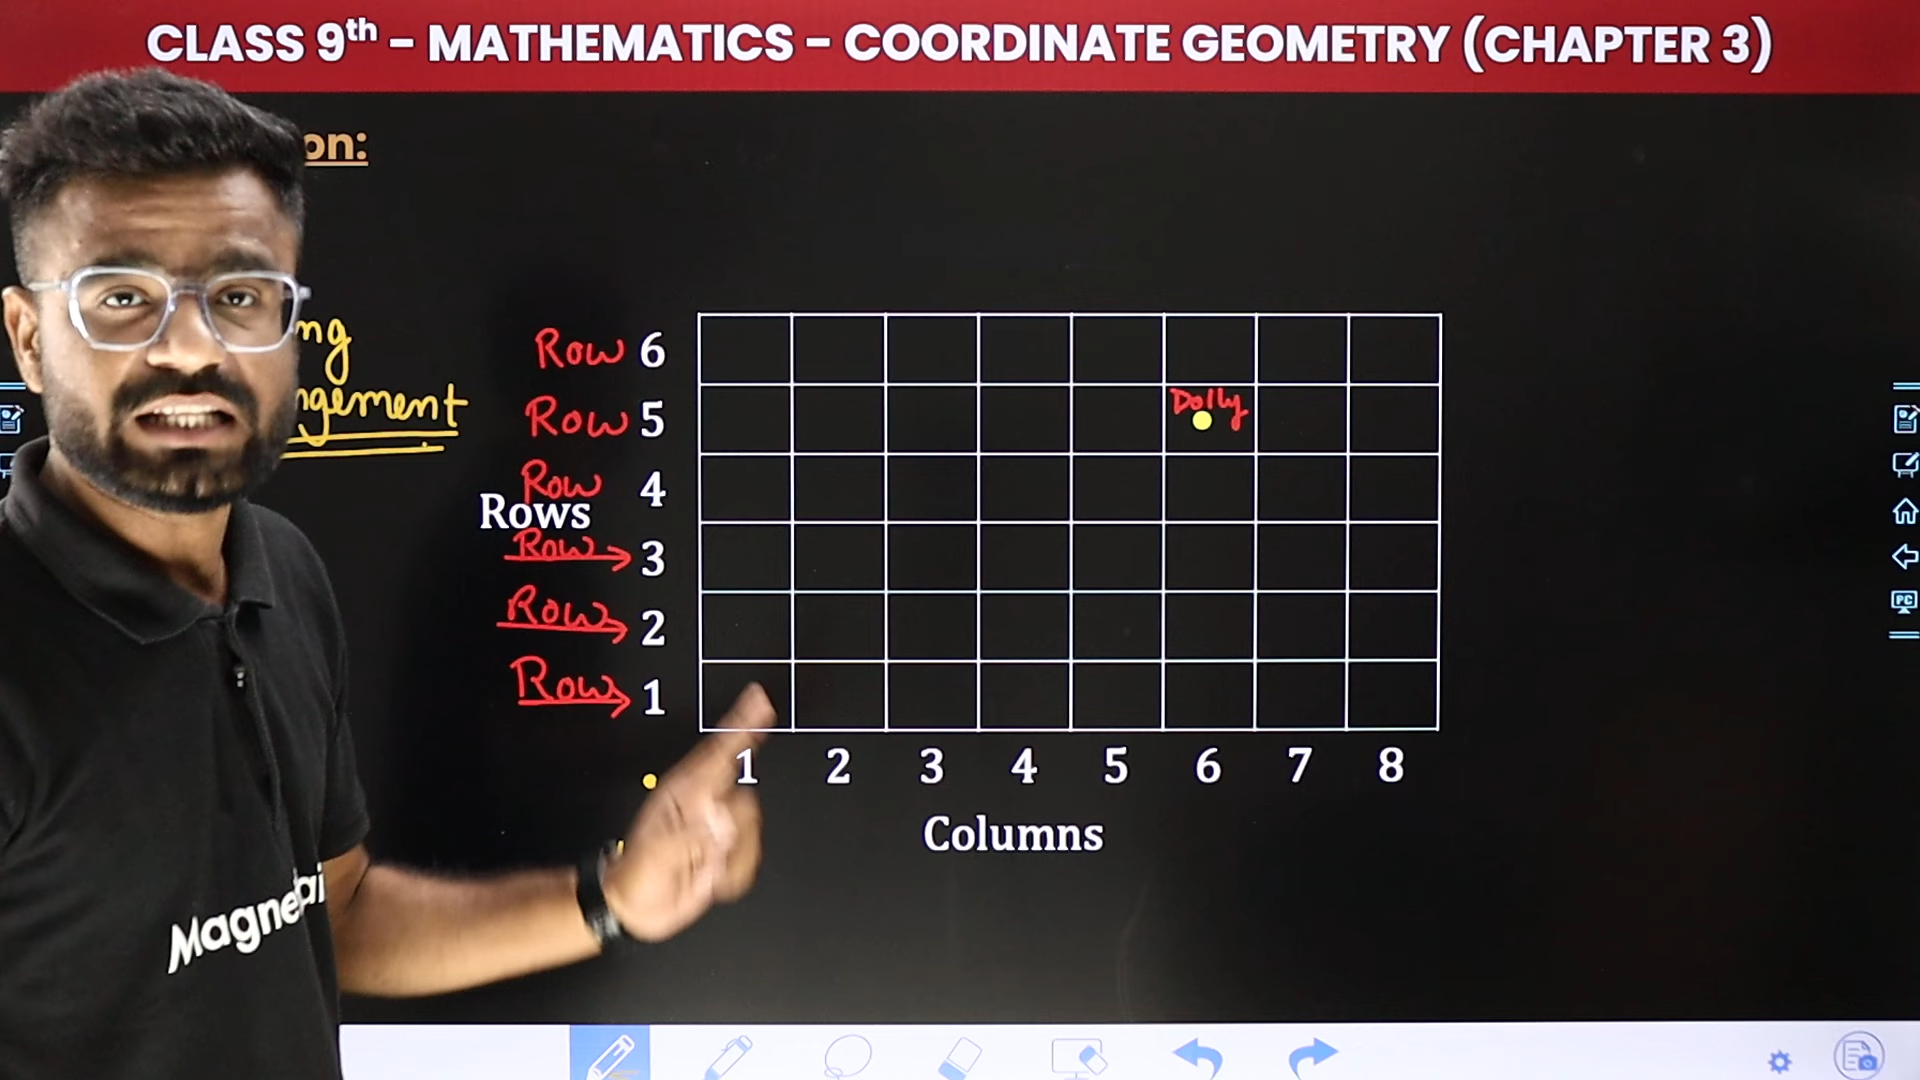 CLASS 9th – MATHEMATICS – COORDINATE GEOMETRY (CHAPTER 3)
on:
ng
ngement
Row 6
Row 5
Dolly
Row 4
Rows
Row 3
Row 2
Row 1
1 2 3 4 5 6 7 8
Columns
PC